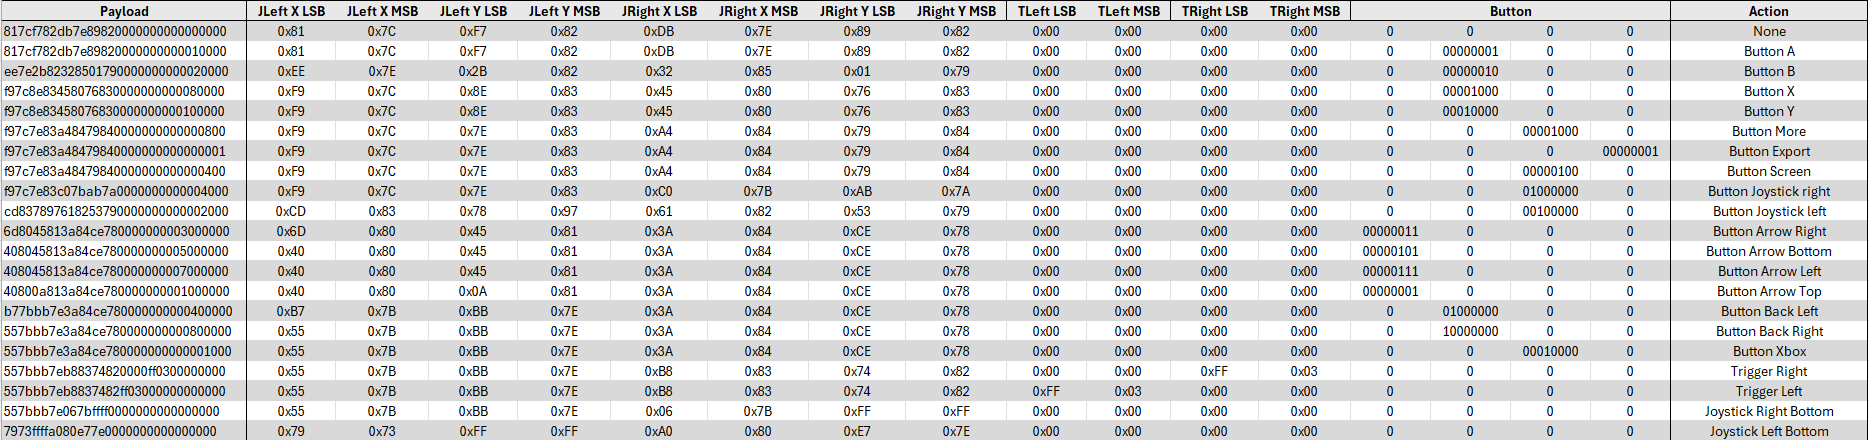 Payload JLeft X LSB JLeft X MSB JLeft Y LSB JLeft Y MSB JRight X LSB JRight X MSB JRight Y LSB JRight Y MSB TLeft LSB TLeft MSB TRight LSB TRight MSB Button Action
817cf782db7e89820000000000000000 0x81 0x7C 0xF7 0x82 0xDB 0x7E 0x89 0x82 0x00 0x00 0x00 0x00 0 0 0 0 None
817cf782db7e89820000000000010000 0x81 0x7C 0xF7 0x82 0xDB 0x7E 0x89 0x82 0x00 0x00 0x00 0x00 0 00000001 0 0 Button A
ee7e2b82328501790000000000020000 0xEE 0x7E 0x2B 0x82 0x32 0x85 0x01 0x79 0x00 0x00 0x00 0x00 0 00000010 0 0 Button B
f97c8e83458076830000000000080000 0xF9 0x7C 0x8E 0x83 0x45 0x80 0x76 0x83 0x00 0x00 0x00 0x00 0 00001000 0 0 Button X
f97c8e83458076830000000000100000 0xF9 0x7C 0x8E 0x83 0x45 0x80 0x76 0x83 0x00 0x00 0x00 0x00 0 00010000 0 0 Button Y
f97c7e83a48479840000000000000800 0xF9 0x7C 0x7E 0x83 0xA4 0x84 0x79 0x84 0x00 0x00 0x00 0x00 0 0 00001000 0 Button More
f97c7e83a48479840000000000000001 0xF9 0x7C 0x7E 0x83 0xA4 0x84 0x79 0x84 0x00 0x00 0x00 0x00 0 0 0 00000001 Button Export
f97c7e83a48479840000000000000400 0xF9 0x7C 0x7E 0x83 0xA4 0x84 0x79 0x84 0x00 0x00 0x00 0x00 0 0 00000100 0 Button Screen
f97c7e83c07bab7a0000000000004000 0xF9 0x7C 0x7E 0x83 0xC0 0x7B 0xAB 0x7A 0x00 0x00 0x00 0x00 0 0 01000000 0 Button Joystick right
cd837897618253790000000000002000 0xCD 0x83 0x78 0x97 0x61 0x82 0x53 0x79 0x00 0x00 0x00 0x00 0 0 00100000 0 Button Joystick left
6d8045813a84ce780000000003000000 0x6D 0x80 0x45 0x81 0x3A 0x84 0xCE 0x78 0x00 0x00 0x00 0x00 00000011 0 0 0 Button Arrow Right
408045813a84ce780000000005000000 0x40 0x80 0x45 0x81 0x3A 0x84 0xCE 0x78 0x00 0x00 0x00 0x00 00000101 0 0 0 Button Arrow Bottom
408045813a84ce780000000007000000 0x40 0x80 0x45 0x81 0x3A 0x84 0xCE 0x78 0x00 0x00 0x00 0x00 00000111 0 0 0 Button Arrow Left
40800a813a84ce780000000001000000 0x40 0x80 0x0A 0x81 0x3A 0x84 0xCE 0x78 0x00 0x00 0x00 0x00 00000001 0 0 0 Button Arrow Top
b77bbb7e3a84ce780000000000400000 0xB7 0x7B 0xBB 0x7E 0x3A 0x84 0xCE 0x78 0x00 0x00 0x00 0x00 0 01000000 0 0 Button Back Left
557bbb7e3a84ce780000000000800000 0x55 0x7B 0xBB 0x7E 0x3A 0x84 0xCE 0x78 0x00 0x00 0x00 0x00 0 10000000 0 0 Button Back Right
557bbb7e3a84ce780000000000001000 0x55 0x7B 0xBB 0x7E 0x3A 0x84 0xCE 0x78 0x00 0x00 0x00 0x00 0 0 00010000 0 Button Xbox
557bbb7eb88374820000ff0300000000 0x55 0x7B 0xBB 0x7E 0xB8 0x83 0x74 0x82 0x00 0x00 0xFF 0x03 0 0 0 0 Trigger Right
557bbb7eb8837482ff03000000000000 0x55 0x7B 0xBB 0x7E 0xB8 0x83 0x74 0x82 0xFF 0x03 0x00 0x00 0 0 0 0 Trigger Left
557bbb7e067bffff0000000000000000 0x55 0x7B 0xBB 0x7E 0x06 0x7B 0xFF 0xFF 0x00 0x00 0x00 0x00 0 0 0 0 Joystick Right Bottom
7973ffffa080e77e0000000000000000 0x79 0x73 0xFF 0xFF 0xA0 0x80 0xE7 0x7E 0x00 0x00 0x00 0x00 0 0 0 0 Joystick Left Bottom